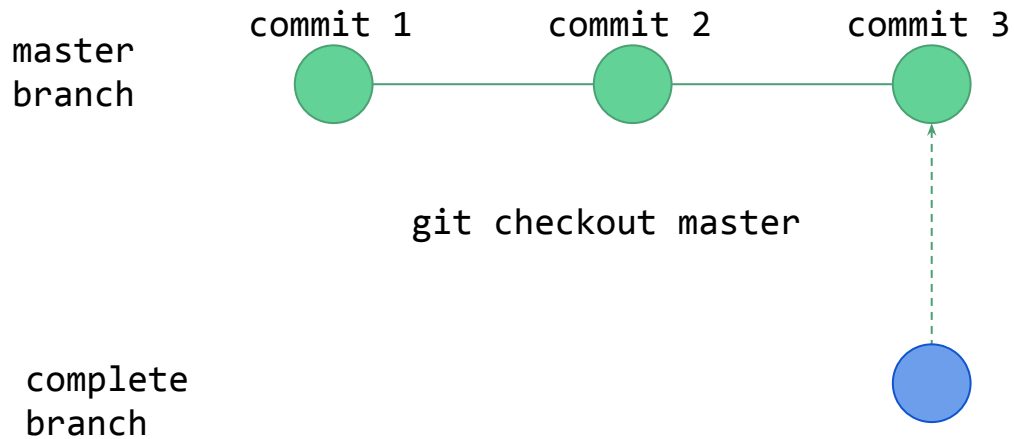 commit 1
commit 2
commit 3
master
branch
git checkout master
complete
branch